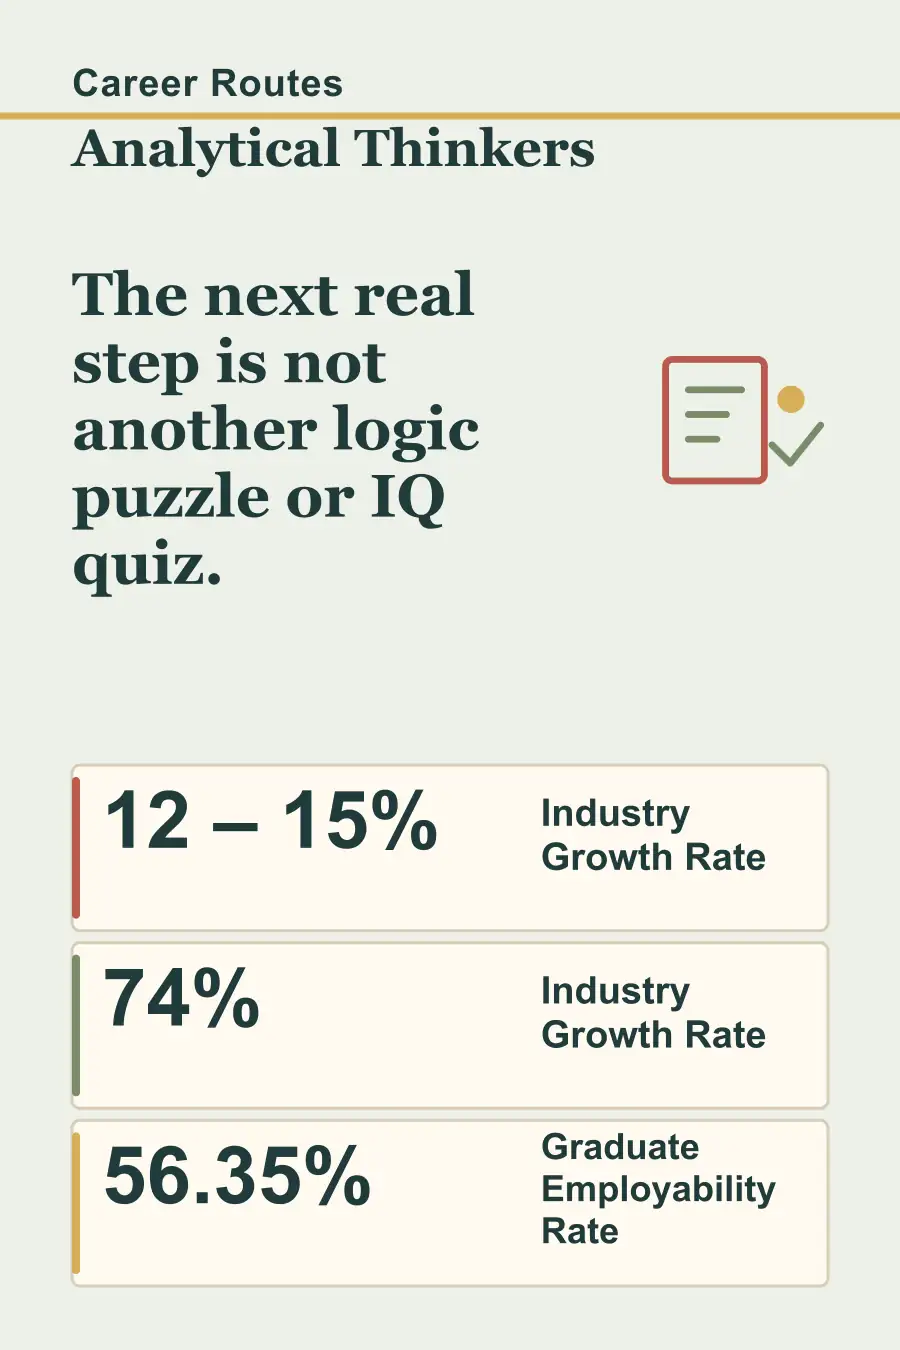 Career Routes
Analytical Thinkers
The next real
step is not
another logic
puzzle or IQ
quiz.
12 – 15%
Industry
Growth Rate
74%
Industry
Growth Rate
56.35%
Graduate
Employability
Rate